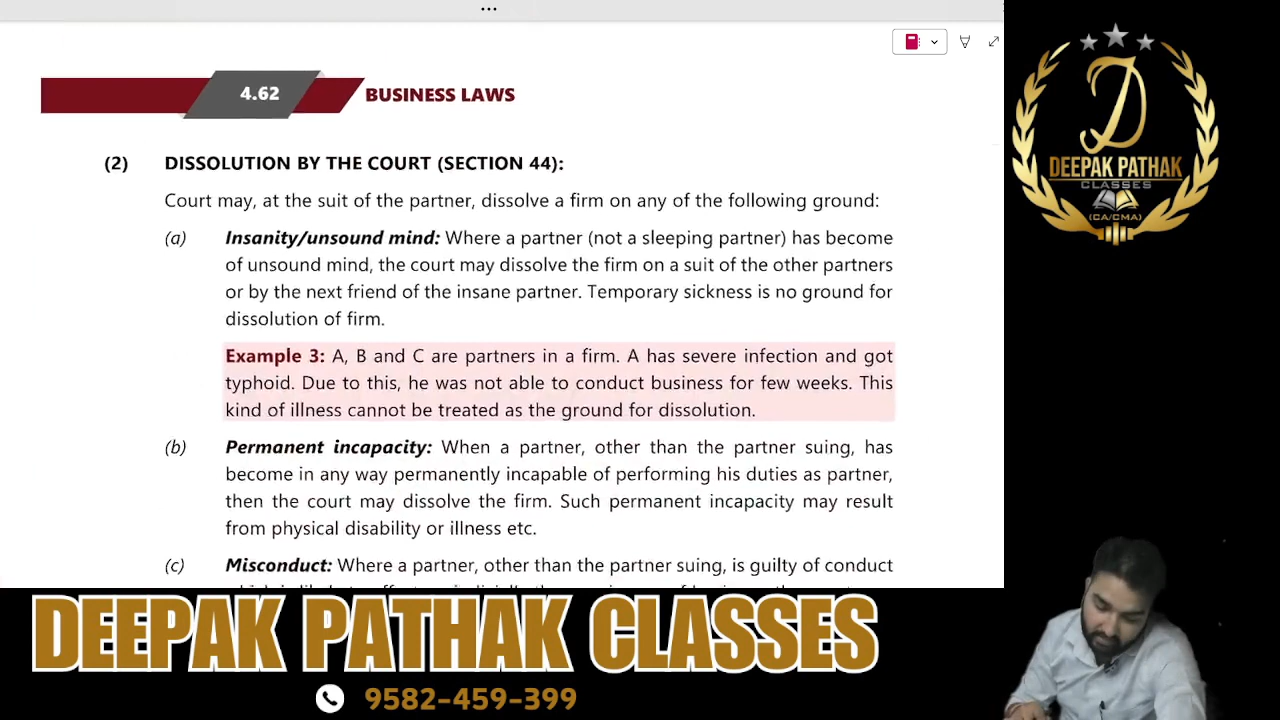 4.62
BUSINESS LAWS
(2) DISSOLUTION BY THE COURT (SECTION 44):
Court may, at the suit of the partner, dissolve a firm on any of the following ground:
(a) Insanity/unsound mind: Where a partner (not a sleeping partner) has become
of unsound mind, the court may dissolve the firm on a suit of the other partners
or by the next friend of the insane partner. Temporary sickness is no ground for
dissolution of firm.
Example 3: A, B and C are partners in a firm. A has severe infection and got
typhoid. Due to this, he was not able to conduct business for few weeks. This
kind of illness cannot be treated as the ground for dissolution.
(b) Permanent incapacity: When a partner, other than the partner suing, has
become in any way permanently incapable of performing his duties as partner,
then the court may dissolve the firm. Such permanent incapacity may result
from physical disability or illness etc.
(c) Misconduct: Where a partner, other than the partner suing, is guilty of conduct
D
DEEPAK PATHAK
CLASSES
(CA/CMA)
DEEPAK PATHAK CLASSES
9582-459-399